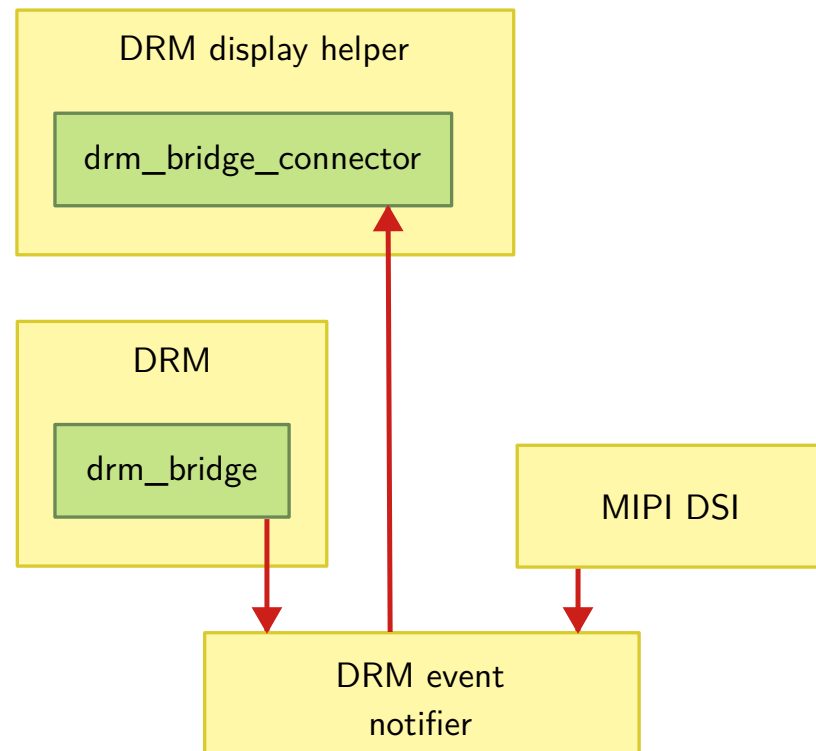 DRM display helper
drm_bridge_connector
DRM
drm_bridge
MIPI DSI
DRM event
notifier